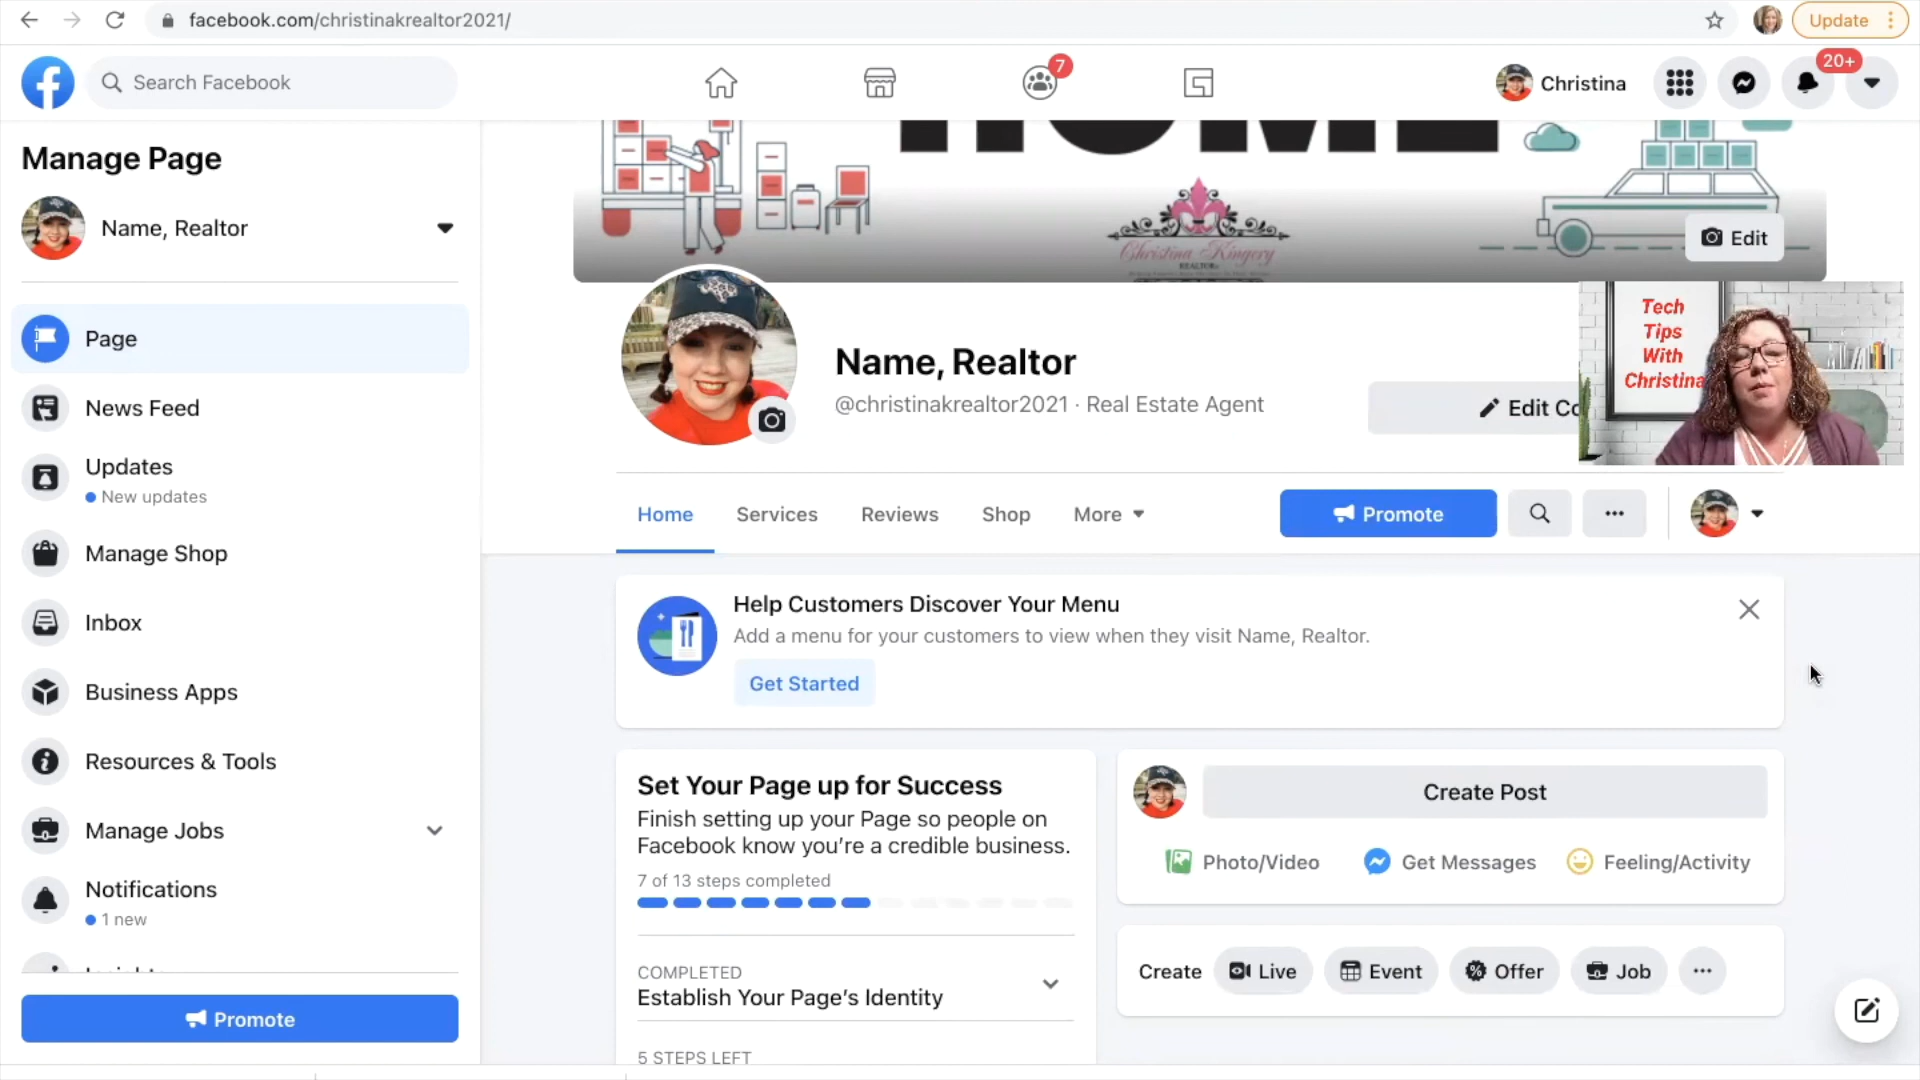 facebook.com/christinakrealtor2021/
Update
Search Facebook
7
Christina
20+
Manage Page
Name, Realtor
Page
News Feed
Updates
New updates
Manage Shop
Inbox
Business Apps
Resources & Tools
Manage Jobs
Notifications
1 new
Promote
HOME
Christina Kingery
REALTOR
Edit
Tech
Tips
With
Christina
Name, Realtor
@christinakrealtor2021 · Real Estate Agent
Edit Co
Home
Services
Reviews
Shop
More
Promote
Help Customers Discover Your Menu
Add a menu for your customers to view when they visit Name, Realtor.
Get Started
Set Your Page up for Success
Finish setting up your Page so people on
Facebook know you’re a credible business.
7 of 13 steps completed
COMPLETED
Establish Your Page’s Identity
5 STEPS LEFT
Create Post
Photo/Video
Get Messages
Feeling/Activity
Create
Live
Event
Offer
Job